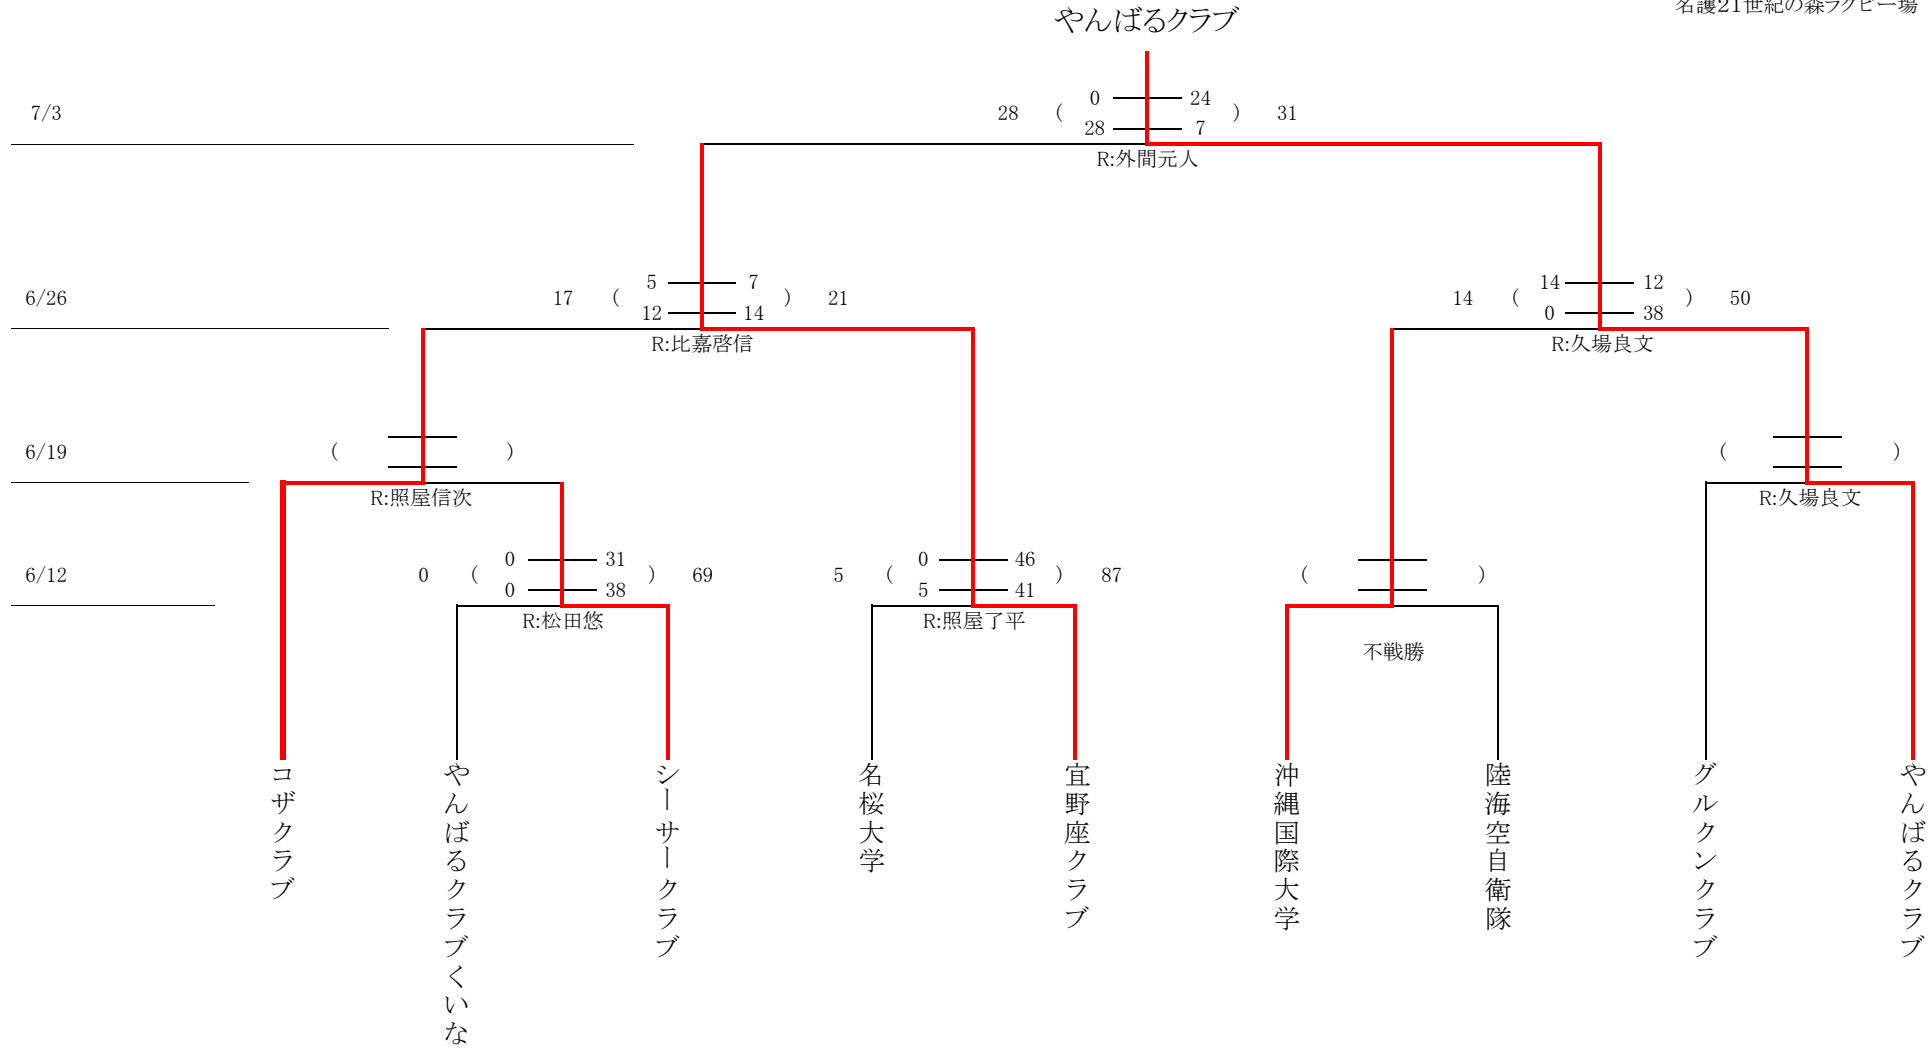 名護21世紀の森ラグビー場
やんばるクラブ
7/3
28 ( 0 24 ) 31
28 7
R:外間元人
6/26
17 ( 5 7 ) 21
12 14
R:比嘉啓信
14 ( 14 12 ) 50
0 38
R:久場良文
6/19
( )
R:照屋信次
( )
R:久場良文
6/12
0 ( 0 31 ) 69
0 38
R:松田悠
5 ( 0 46 ) 87
5 41
R:照屋了平
( )
不戦勝
コザクラブ
やんばるクラブくいな
シーサークラブ
名桜大学
宜野座クラブ
沖縄国際大学
陸海空自衛隊
グルクンクラブ
やんばるクラブ